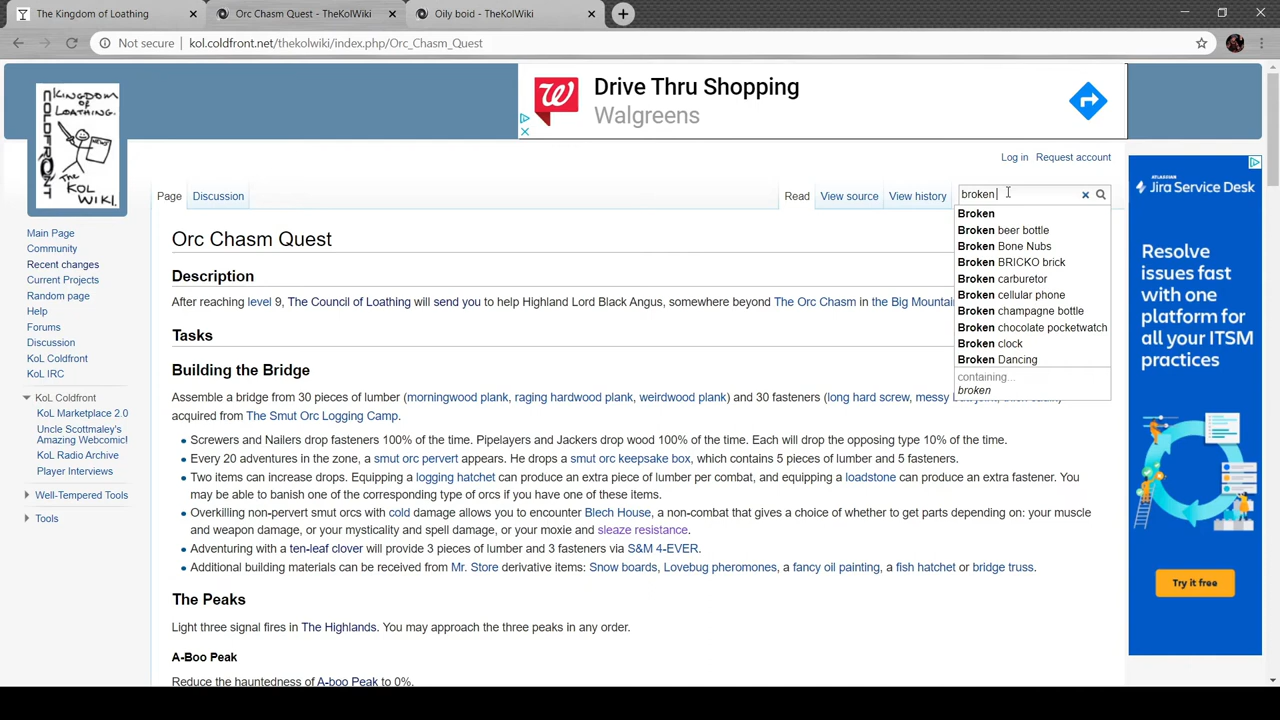 The Kingdom of Loathing
Orc Chasm Quest - TheKolWiki
Oily boid - TheKolWiki
Not secure
kol.coldfront.net/thekolwiki/index.php/Orc_Chasm_Quest
KINGDOM OF LOATHING.
COLDFRONT
NEWS
THE KOL WIKI.
Drive Thru Shopping
Walgreens
Log in Request account
Page Discussion Read View source View history
broken
Broken
Broken beer bottle
Broken Bone Nubs
Broken BRICKO brick
Broken carburetor
Broken cellular phone
Broken champagne bottle
Broken chocolate pocketwatch
Broken clock
Broken Dancing
containing...
broken
Main Page
Community
Recent changes
Current Projects
Random page
Help
Forums
Discussion
KoL Coldfront
KoL IRC
KoL Coldfront
KoL Marketplace 2.0
Uncle Scottmaley's
Amazing Webcomic!
KoL Radio Archive
Player Interviews
Well-Tempered Tools
Tools
Orc Chasm Quest
Description
After reaching level 9, The Council of Loathing will send you to help Highland Lord Black Angus, somewhere beyond The Orc Chasm in the Big Mountai
Tasks
Building the Bridge
Assemble a bridge from 30 pieces of lumber (morningwood plank, raging hardwood plank, weirdwood plank) and 30 fasteners (long hard screw, messy
acquired from The Smut Orc Logging Camp.
• Screwers and Nailers drop fasteners 100% of the time. Pipelayers and Jackers drop wood 100% of the time. Each will drop the opposing type 10% of the time.
• Every 20 adventures in the zone, a smut orc pervert appears. He drops a smut orc keepsake box, which contains 5 pieces of lumber and 5 fasteners.
• Two items can increase drops. Equipping a logging hatchet can produce an extra piece of lumber per combat, and equipping a loadstone can produce an extra fastener. You
may be able to banish one of the corresponding type of orcs if you have one of these items.
• Overkilling non-pervert smut orcs with cold damage allows you to encounter Blech House, a non-combat that gives a choice of whether to get parts depending on: your muscle
and weapon damage, or your mysticality and spell damage, or your moxie and sleaze resistance.
• Adventuring with a ten-leaf clover will provide 3 pieces of lumber and 3 fasteners via S&M 4-EVER.
• Additional building materials can be received from Mr. Store derivative items: Snow boards, Lovebug pheromones, a fancy oil painting, a fish hatchet or bridge truss.
The Peaks
Light three signal fires in The Highlands. You may approach the three peaks in any order.
A-Boo Peak
Reduce the hauntedness of A-boo Peak to 0%.
ATLASSIAN
Jira Service Desk
Resolve
issues fast
with one
platform for
all your ITSM
practices
Try it free